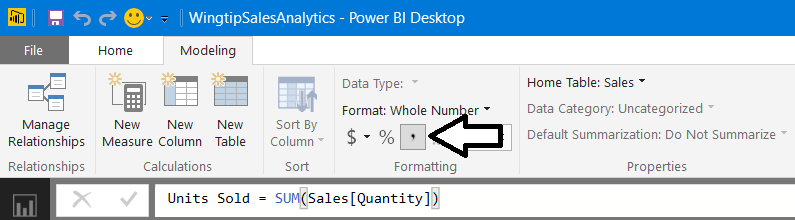 WingtipSalesAnalytics - Power BI Desktop
File Home Modeling
Manage Relationships
New Measure
New Column
New Table
Sort By Column
Data Type:
Format: Whole Number
$ % ,
Home Table: Sales
Data Category: Uncategorized
Default Summarization: Do Not Summarize
Relationships Calculations Sort Formatting Properties
Units Sold = SUM(Sales[Quantity])